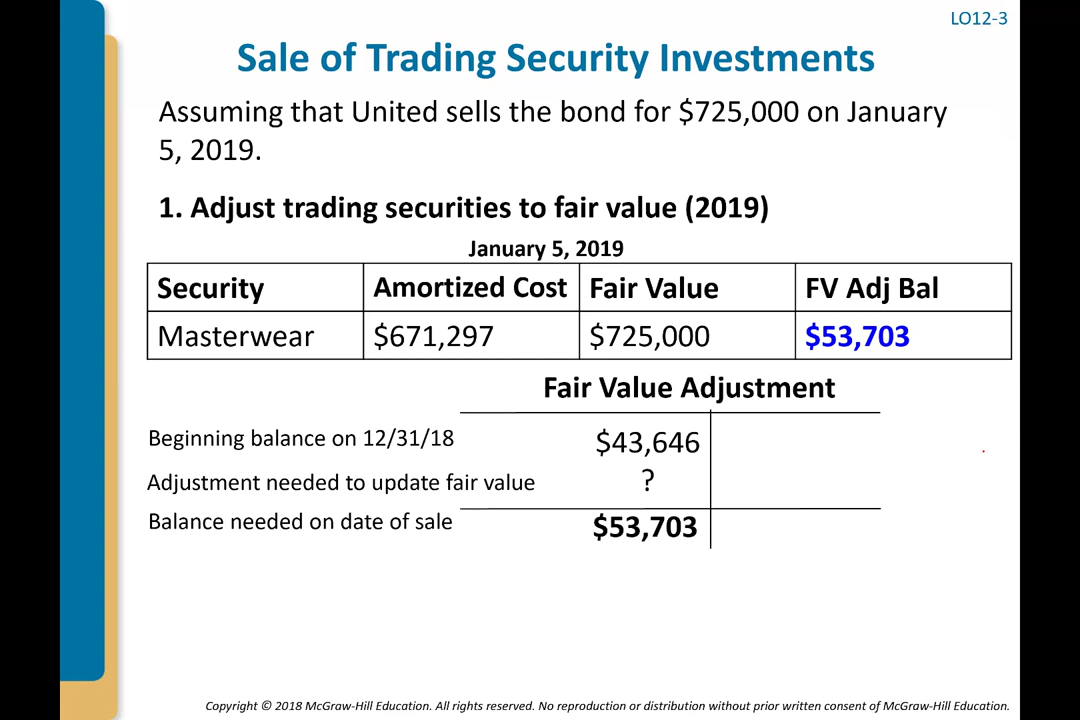 LO12-3
Sale of Trading Security Investments
Assuming that United sells the bond for $725,000 on January
5, 2019.
1. Adjust trading securities to fair value (2019)
January 5, 2019
Security Amortized Cost Fair Value FV Adj Bal
Masterwear $671,297 $725,000 $53,703
Fair Value Adjustment
Beginning balance on 12/31/18 $43,646
Adjustment needed to update fair value ?
Balance needed on date of sale $53,703
Copyright © 2018 McGraw-Hill Education. All rights reserved. No reproduction or distribution without prior written consent of McGraw-Hill Education.